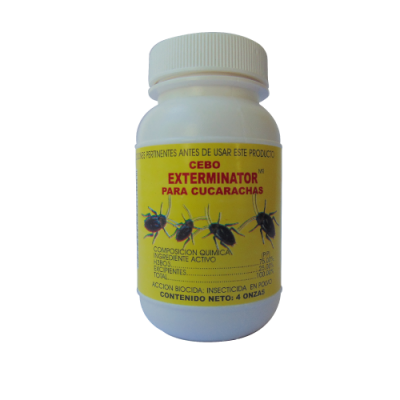 PERTINENTES ANTES DE USAR ESTE PRODUCTO
CEBO
EXTERMINATOR
PARA CUCARACHAS
COMPOSICION QUIMICA
INGREDIENTE ACTIVO
EXCIPIENTES
TOTAL
ACCION BIOCIDA: INSECTICIDA EN POLVO
CONTENIDO NETO: 4 ONZAS